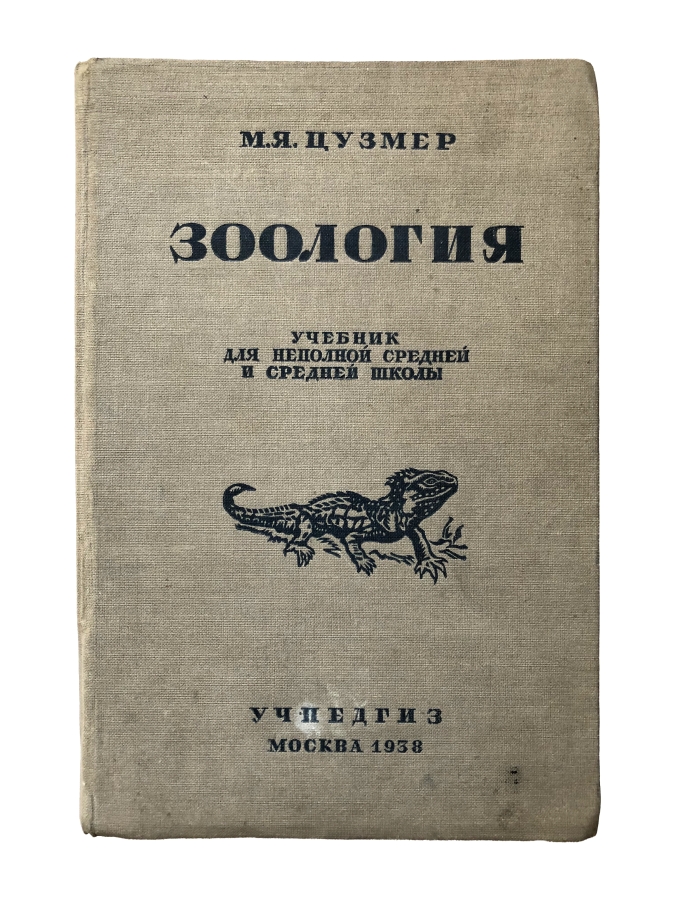 М.Я. ЦУЗМЕР
ЗООЛОГИЯ
УЧЕБНИК
ДЛЯ НЕПОЛНОЙ СРЕДНЕЙ
И СРЕДНЕЙ ШКОЛЫ
УЧПЕДГИЗ
МОСКВА 1938